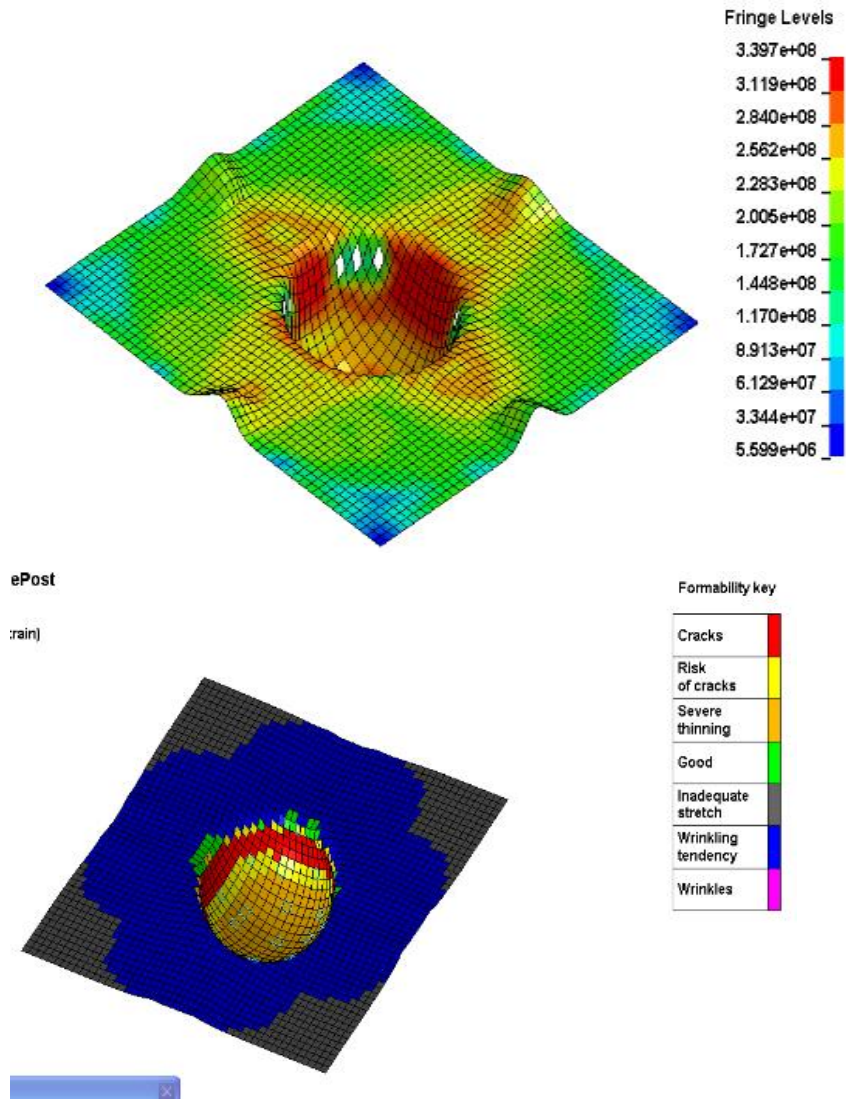 Fringe Levels
3.397e+08
3.119e+08
2.840e+08
2.562e+08
2.283e+08
2.005e+08
1.727e+08
1.448e+08
1.170e+08
8.913e+07
6.129e+07
3.344e+07
5.599e+06
ePost
rain)
Formability key
Cracks
Risk
of cracks
Severe
thinning
Good
Inadequate
stretch
Wrinkling
tendency
Wrinkles